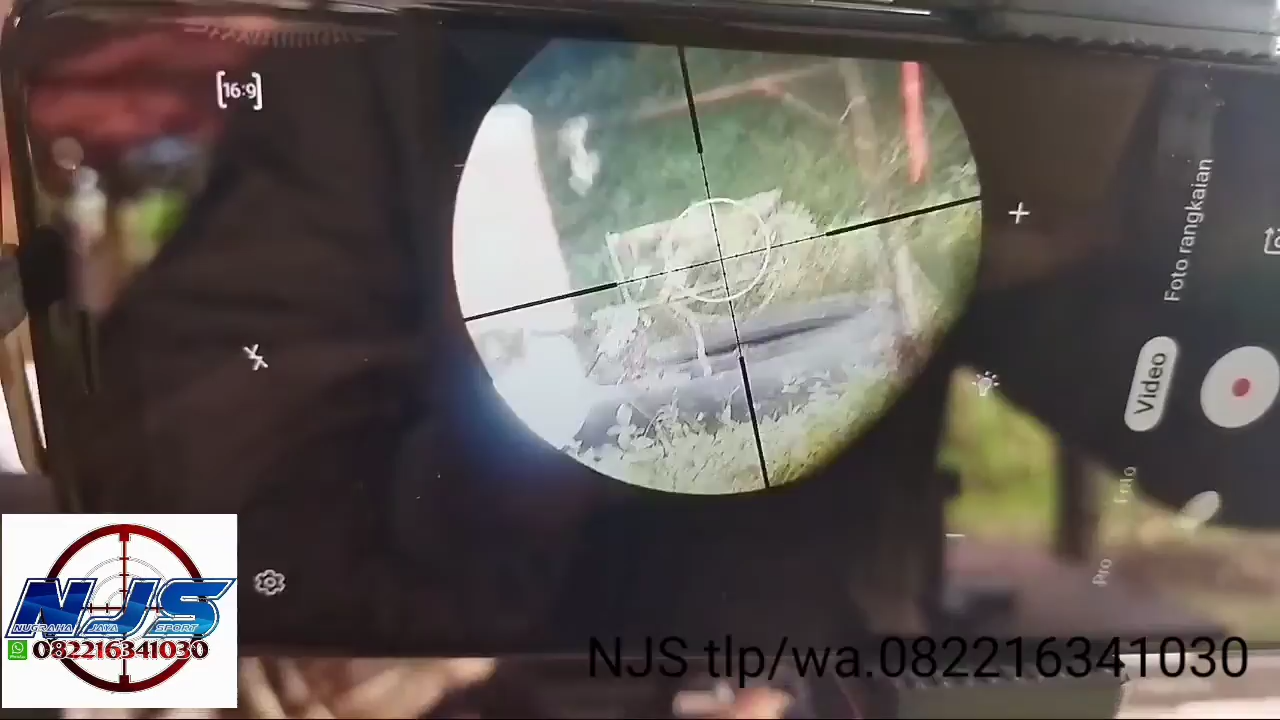 [16:9]
Foto rangkaian
Video
Foto
Pro
NJS
NUGRAHA JAYA SPORT
082216341030
NJS tlp/wa.082216341030